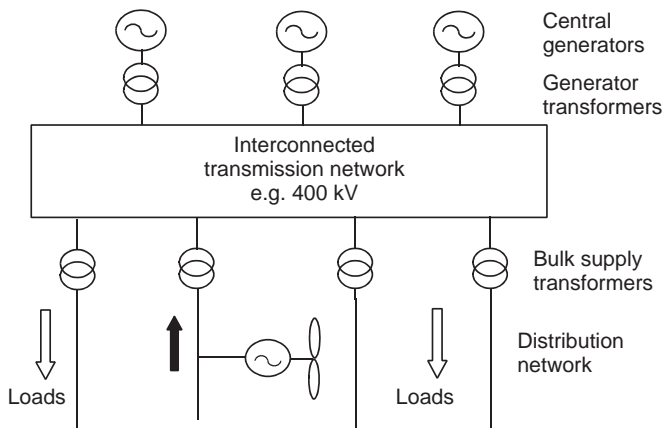 Central
generators
Generator
transformers
Interconnected
transmission network
e.g. 400 kV
Bulk supply
transformers
Distribution
network
Loads
Loads